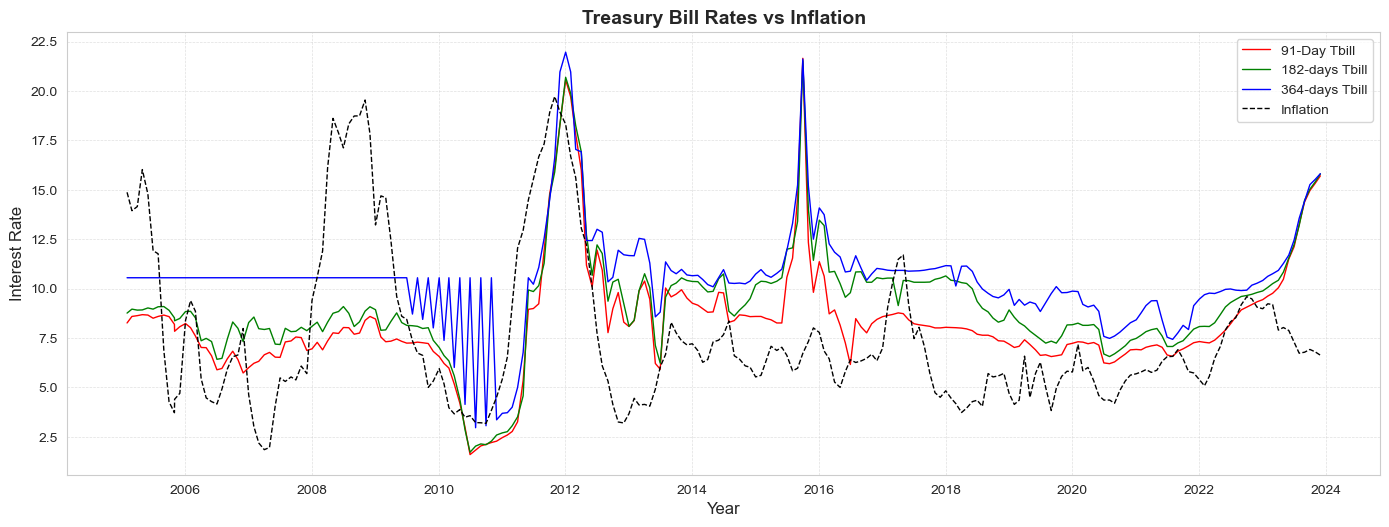 Treasury Bill Rates vs Inflation
22.5
20.0
17.5
15.0
12.5
10.0
7.5
5.0
2.5
Interest Rate
91-Day Tbill
182-days Tbill
364-days Tbill
Inflation
2006 2008 2010 2012 2014 2016 2018 2020 2022 2024
Year